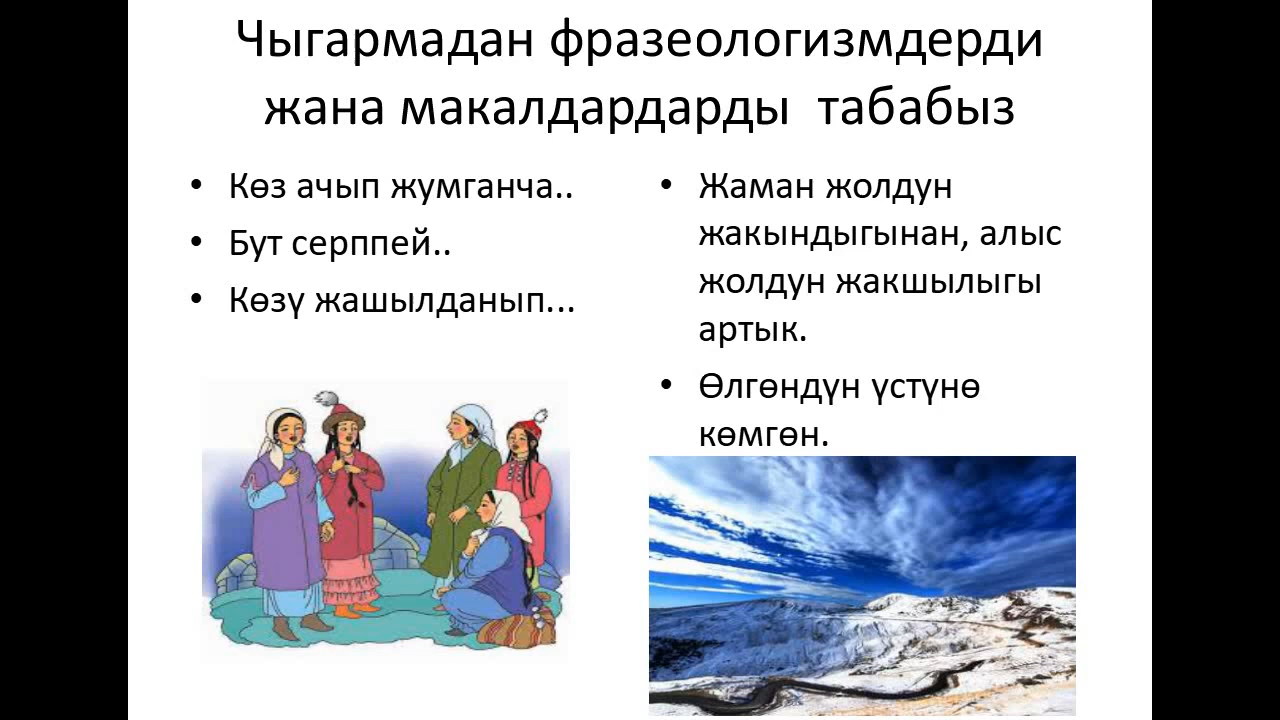 Чыгармадан фразеологизмдерди
жана макалдардарды табабыз
• Көз ачып жумганча..
• Бут серппей..
• Көзү жашылданып...
• Жаман жолдун
жакындыгынан, алыс
жолдун жакшылыгы
артык.
• Өлгөндүн үстүнө
көмгөн.